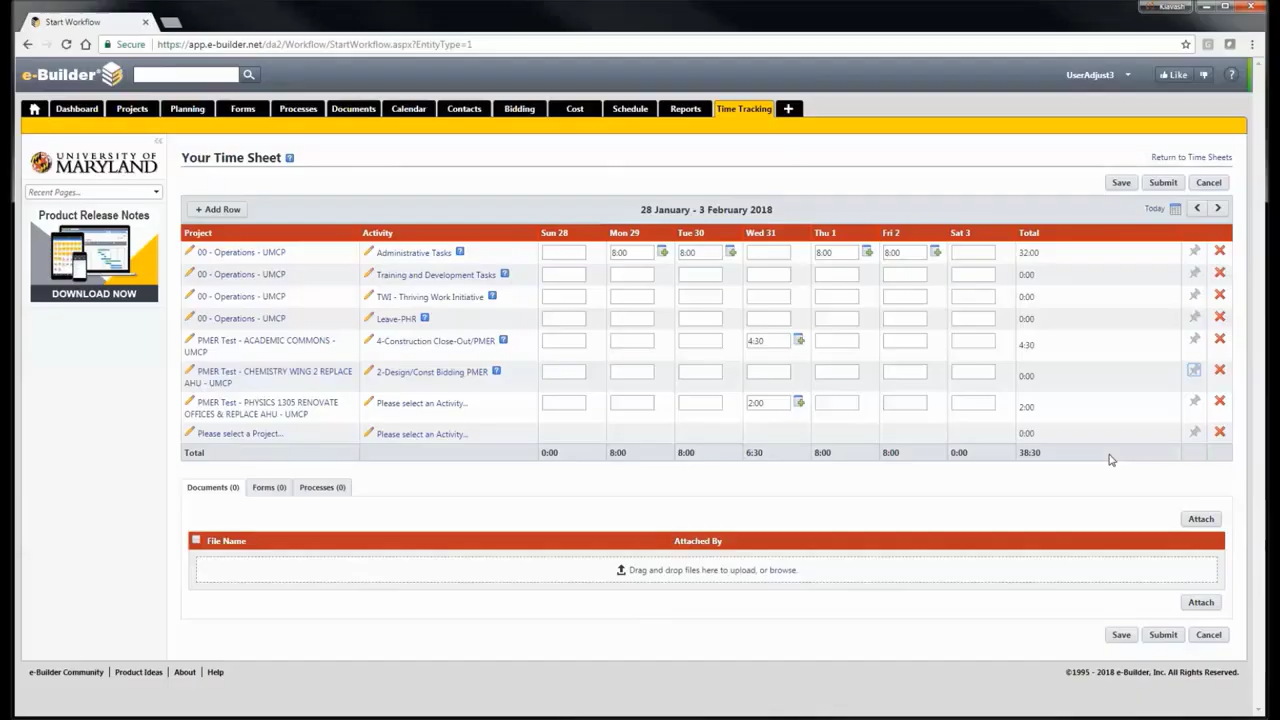 Kiavash
Start Workflow
Secure https://app.e-builder.net/da2/Workflow/StartWorkflow.aspx?EntityType=1
e-Builder UserAdjust3 Like ?
Dashboard Projects Planning Forms Processes Documents Calendar Contacts Bidding Cost Schedule Reports Time Tracking +
UNIVERSITY OF
MARYLAND
Recent Pages...
Product Release Notes
DOWNLOAD NOW
Your Time Sheet ?
Return to Time Sheets
Save Submit Cancel
+ Add Row 28 January - 3 February 2018 Today
Project Activity Sun 28 Mon 29 Tue 30 Wed 31 Thu 1 Fri 2 Sat 3 Total
00 - Operations - UMCP Administrative Tasks ? 8:00 8:00 8:00 8:00 32:00
00 - Operations - UMCP Training and Development Tasks ? 0:00
00 - Operations - UMCP TWI - Thriving Work Initiative ? 0:00
00 - Operations - UMCP Leave-PHR ? 0:00
PMER Test - ACADEMIC COMMONS - 4-Construction Close-Out/PMER ? 4:30 4:30
UMCP
PMER Test - CHEMISTRY WING 2 REPLACE 2-Design/Const Bidding PMER ? 0:00
AHU - UMCP
PMER Test - PHYSICS 1305 RENOVATE Please select an Activity... 2:00 2:00
OFFICES & REPLACE AHU - UMCP
Please select a Project... Please select an Activity... 0:00
Total 0:00 8:00 8:00 6:30 8:00 8:00 0:00 38:30
Documents (0) Forms (0) Processes (0)
Attach
File Name Attached By
Drag and drop files here to upload, or browse.
Attach
Save Submit Cancel
e-Builder Community Product Ideas About Help ©1995 - 2018 e-Builder, Inc. All Rights Reserved.